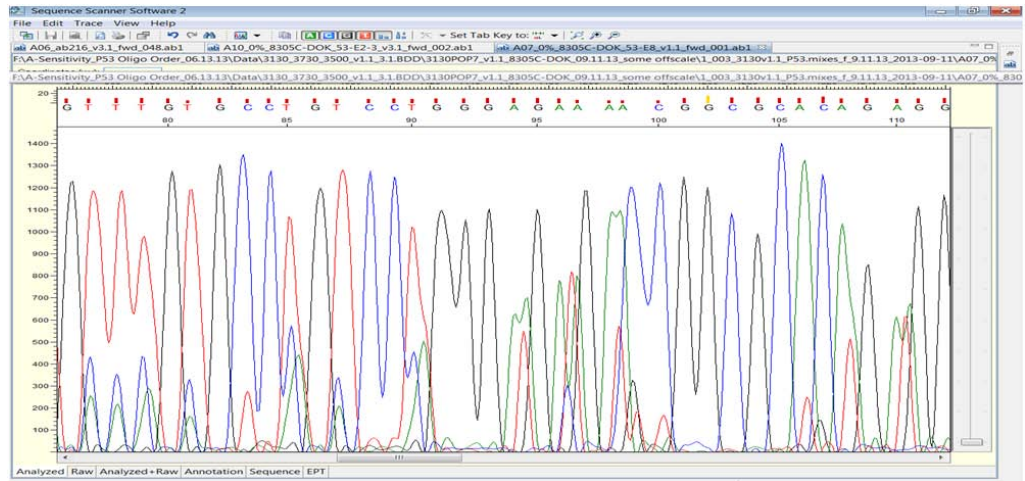 Sequence Scanner Software 2
File Edit Trace View Help
Set Tab Key to:
A06_ab216_v3.1_fwd_048.ab1 A10_0%_8305C-DOK_53-E2-3_v3.1_fwd_002.ab1 A07_0%_8305C-DOK_53-E8_v1.1_fwd_001.ab1
F:\A-Sensitivity_P53 Oligo Order_06.13.13\Data\3130_3730_3500_v1.1_3.1.BDD\3130POP7_v1.1_8305C-DOK_09.11.13_some offscale\1_003_3130v1.1_P53.mixes_f_9.11.13_2013-09-11\A07_0%
F:\A-Sensitivity_P53 Oligo Order_06.13.13\Data\3130_3730_3500_v1.1_3.1.BDD\3130POP7_v1.1_8305C-DOK_09.11.13_some offscale\1_003_3130v1.1_P53.mixes_f_9.11.13_2013-09-11\A07_0%_830
20
G T T T G T G C C T G T C C T G G G A G A A A A C G G C G C A C A G A G G
80 85 90 95 100 105 110
1400
1300
1200
1100
1000
900
800
700
600
500
400
300
200
100
Analyzed Raw Analyzed+Raw Annotation Sequence EPT